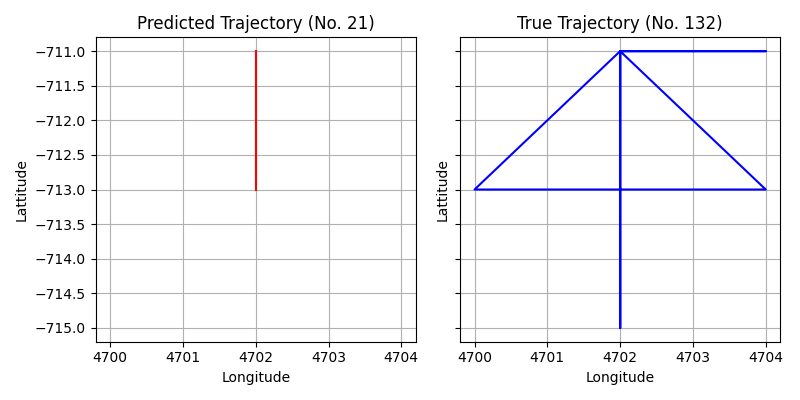 Predicted Trajectory (No. 21)
True Trajectory (No. 132)
−711.0
−711.5
−712.0
−712.5
−713.0
−713.5
−714.0
−714.5
−715.0
Lattitude
Lattitude
4700 4701 4702 4703 4704
4700 4701 4702 4703 4704
Longitude
Longitude